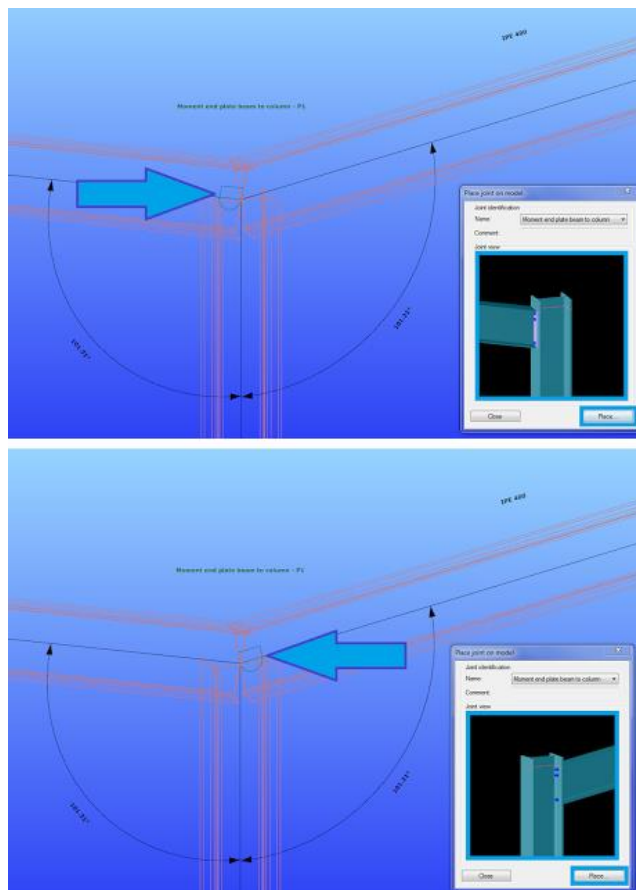 IPE 400
Moment end plate beam to column - P1
Place joint on model
Joint identification
Name: Moment end plate beam to column
Comment:
Joint view
Close Place...
IPE 400
Moment end plate beam to column - P1
Place joint on model
Joint identification
Name: Moment end plate beam to column
Comment:
Joint view
Close Place...